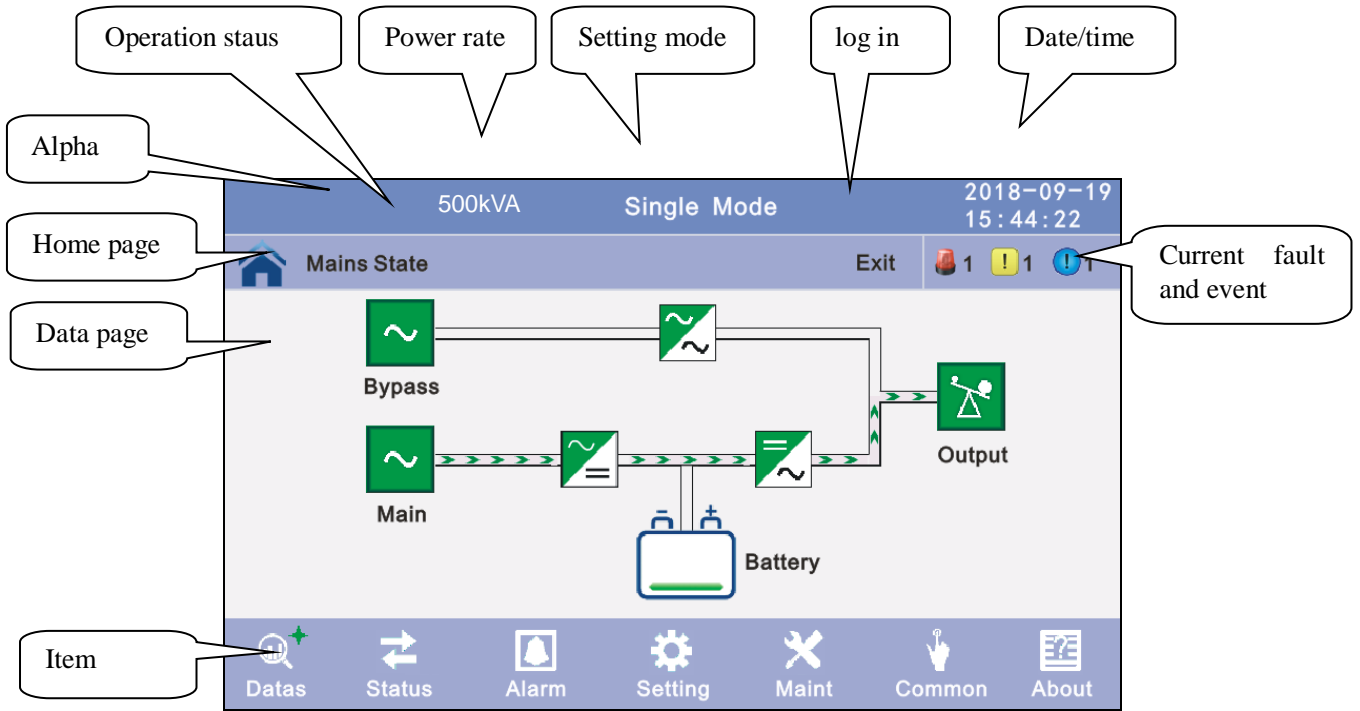 Operation staus
Power rate
Setting mode
log in
Date/time
Alpha
500kVA
Single Mode
2018-09-19
15:44:22
Home page
Mains State
Exit
1
1
1
Current fault
and event
Data page
Bypass
Main
Output
Battery
Item
Datas
Status
Alarm
Setting
Maint
Common
About